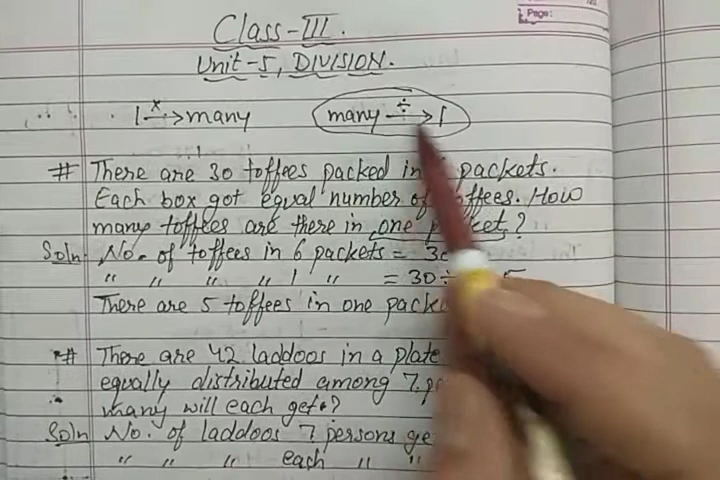 Page:
Class-III.
Unit-5, DIVISION.
1 x→ many many ÷→ 1
# There are 30 toffees packed in packets.
Each box got equal number of toffees. How
many toffees are there in one packet?
Soln. No. of toffees in 6 packets = 30
" " " " 1 " = 30 ÷
There are 5 toffees in one
# There are 42 laddoos in a plate
equally distributed among 7
many will each get?
Soln No. of laddoos 7 persons
" " " each " "